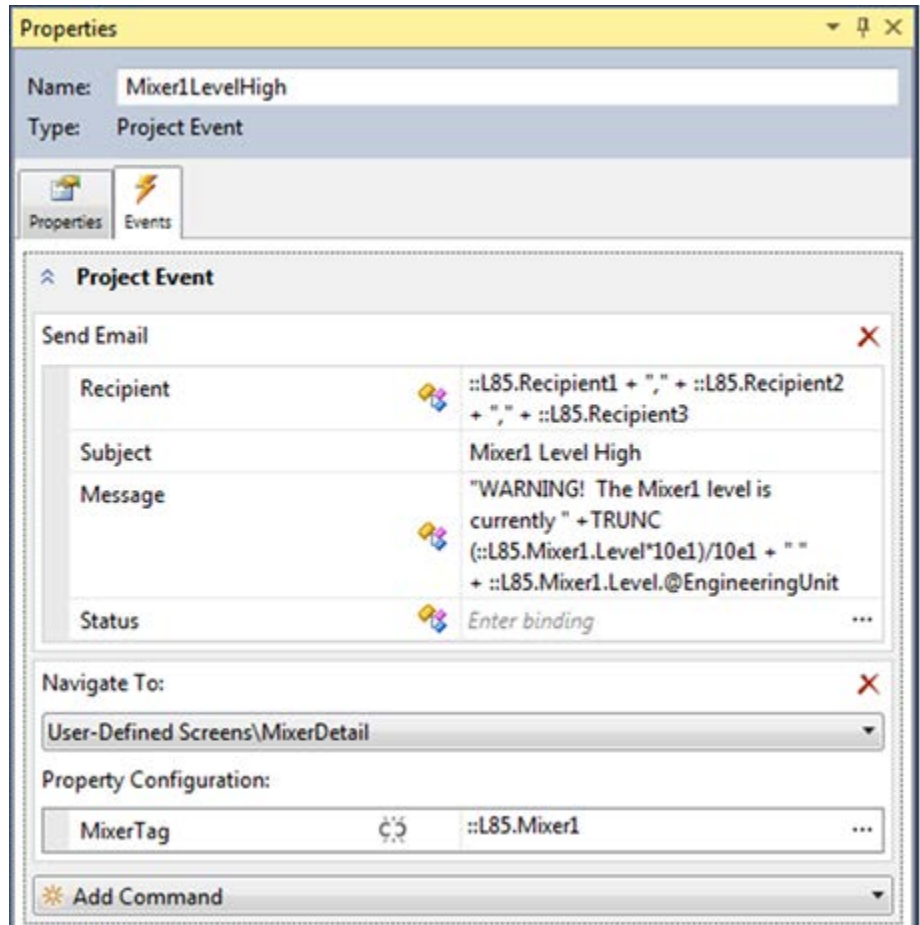 Properties
Name: Mixer1LevelHigh
Type: Project Event
Properties Events
Project Event
Send Email
Recipient ::L85.Recipient1 + "," + ::L85.Recipient2
+ "," + ::L85.Recipient3
Subject Mixer1 Level High
Message "WARNING!  The Mixer1 level is
currently " +TRUNC
(::L85.Mixer1.Level*10e1)/10e1 + " "
+ ::L85.Mixer1.Level.@EngineeringUnit
Status Enter binding ...
Navigate To:
User-Defined Screens\MixerDetail
Property Configuration:
MixerTag ::L85.Mixer1 ...
Add Command